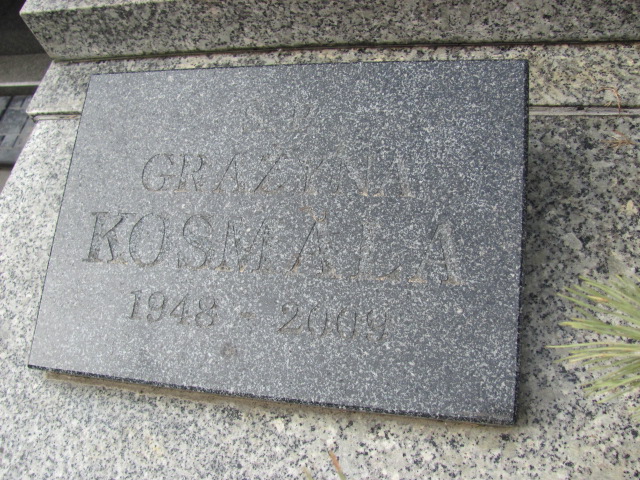 GRAŻYNA
KOSMALA
1948 - 2009